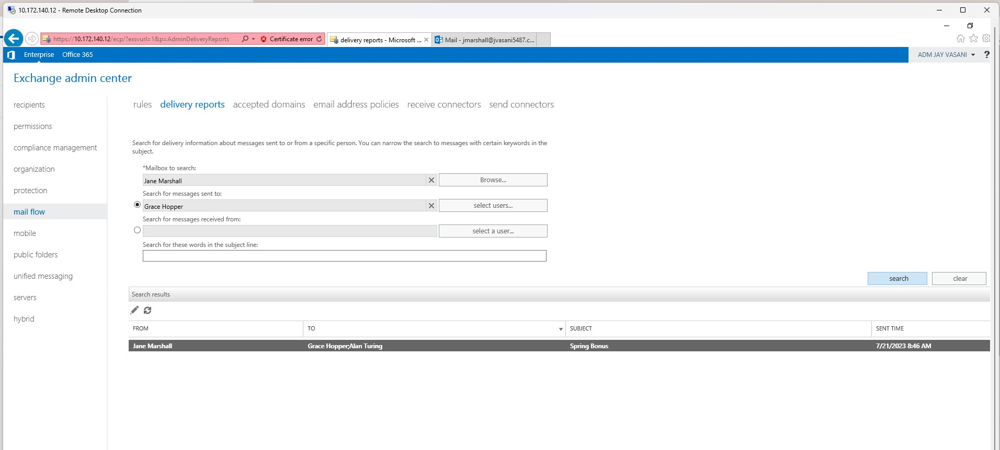 10.172.140.12 - Remote Desktop Connection
https://10.172.140.12/ecp/?exsvurl=1&p=AdminDeliveryReports
Certificate error
delivery reports - Microsoft ...
Mail - jmarshall@jvasani5487.c...
Enterprise
Office 365
ADM JAY VASANI
?
Exchange admin center
recipients
permissions
compliance management
organization
protection
mail flow
mobile
public folders
unified messaging
servers
hybrid
rules delivery reports accepted domains email address policies receive connectors send connectors
Search for delivery information about messages sent to or from a specific person. You can narrow the search to messages with certain keywords in the
subject.
*Mailbox to search:
Jane Marshall
Browse...
Search for messages sent to:
Grace Hopper
select users...
Search for messages received from:
select a user...
Search for these words in the subject line:
search
clear
Search results
FROM TO SUBJECT SENT TIME
Jane Marshall Grace Hopper;Alan Turing Spring Bonus 7/21/2023 8:46 AM